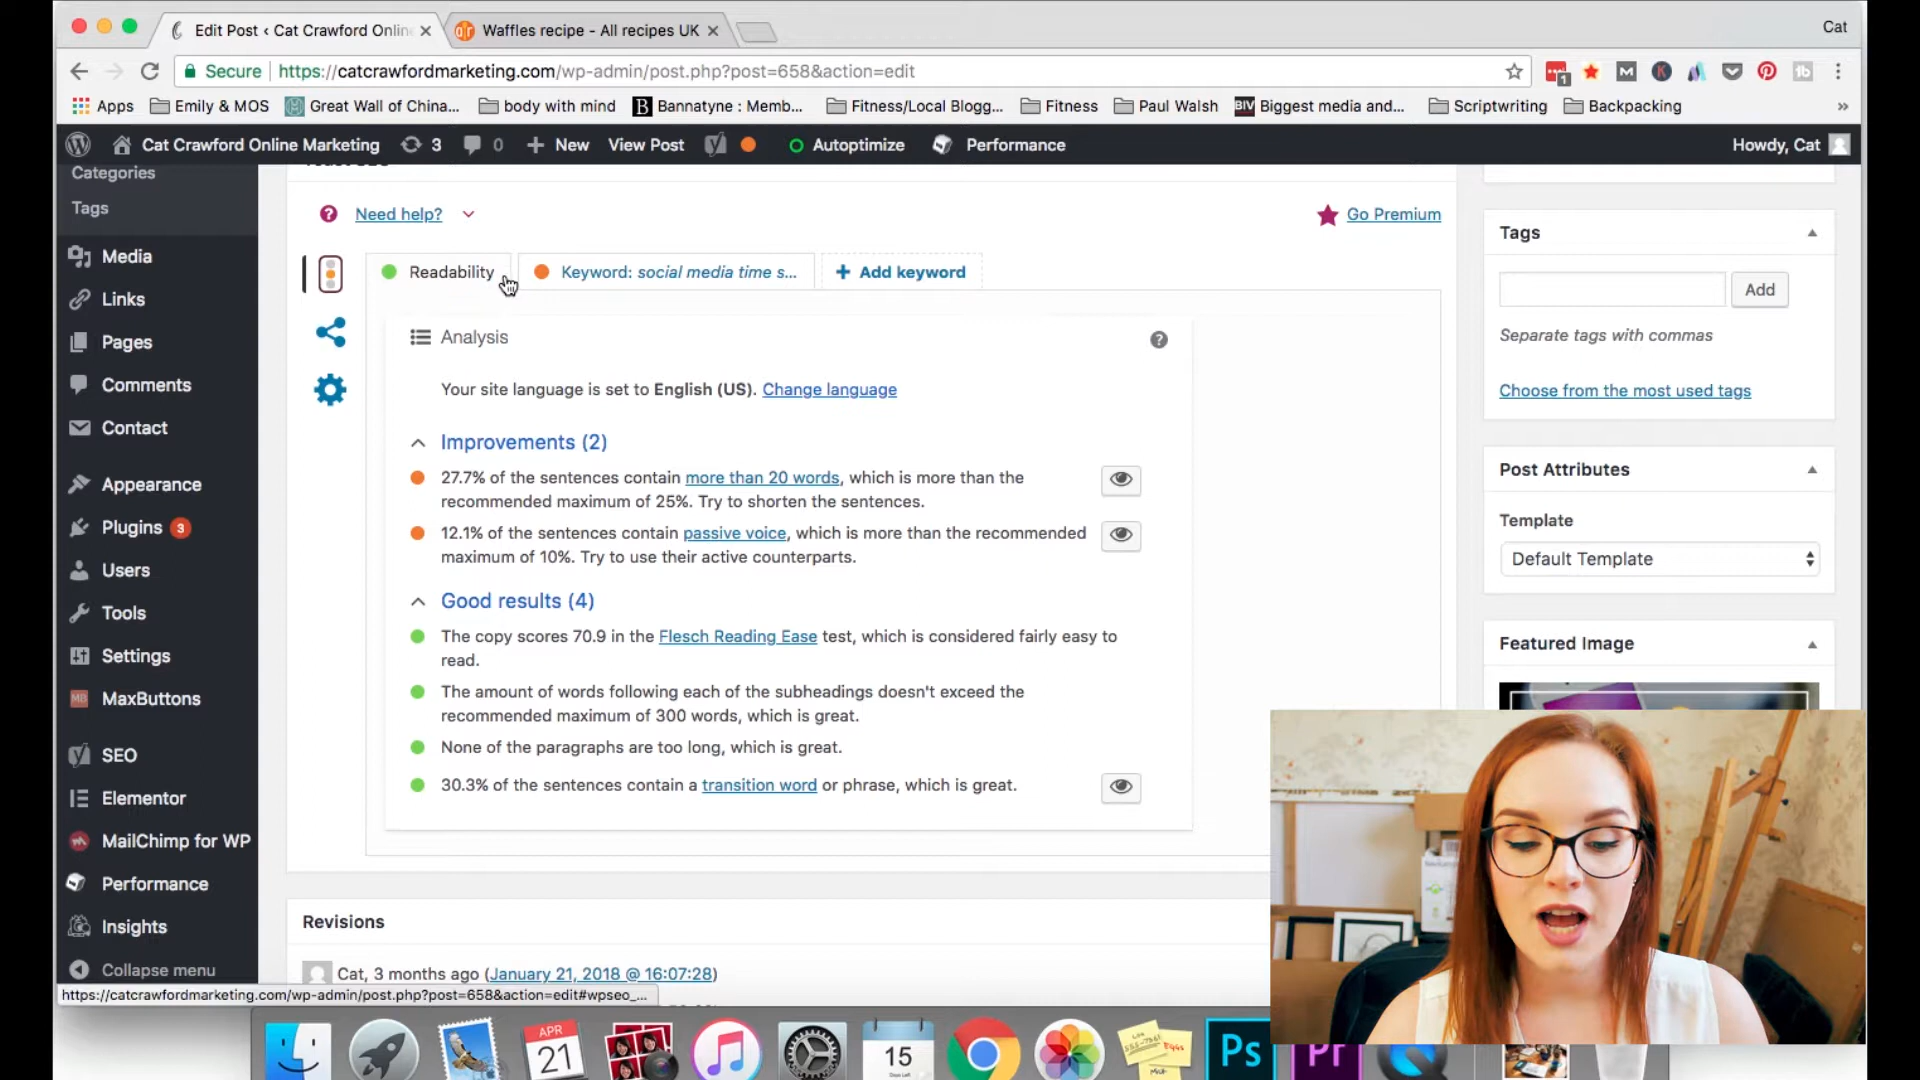 Edit Post ‹ Cat Crawford Onlin
Waffles recipe - All recipes UK
Cat
Secure
https://catcrawfordmarketing.com/wp-admin/post.php?post=658&action=edit
1
Apps
Emily & MOS
Great Wall of China...
body with mind
B
Bannatyne : Memb...
Fitness/Local Blogg...
Fitness
Paul Walsh
BIV
Biggest media and...
Scriptwriting
Backpacking
»
Cat Crawford Online Marketing
3
0
New
View Post
Autoptimize
Performance
Howdy, Cat
Categories
Tags
Media
Links
Pages
Comments
Contact
Appearance
Plugins 3
Users
Tools
Settings
MaxButtons
SEO
Elementor
MailChimp for WP
Performance
Insights
Collapse menu
Need help?
Go Premium
Readability
Keyword: social media time s...
+ Add keyword
Analysis
Your site language is set to English (US). Change language
Improvements (2)
27.7% of the sentences contain more than 20 words, which is more than the
recommended maximum of 25%. Try to shorten the sentences.
12.1% of the sentences contain passive voice, which is more than the recommended
maximum of 10%. Try to use their active counterparts.
Good results (4)
The copy scores 70.9 in the Flesch Reading Ease test, which is considered fairly easy to
read.
The amount of words following each of the subheadings doesn't exceed the
recommended maximum of 300 words, which is great.
None of the paragraphs are too long, which is great.
30.3% of the sentences contain a transition word or phrase, which is great.
Revisions
Cat, 3 months ago (January 21, 2018 @ 16:07:28)
Tags
Add
Separate tags with commas
Choose from the most used tags
Post Attributes
Template
Default Template
Featured Image
https://catcrawfordmarketing.com/wp-admin/post.php?post=658&action=edit#wpseo_...
APR
21
15
Ps
Pr